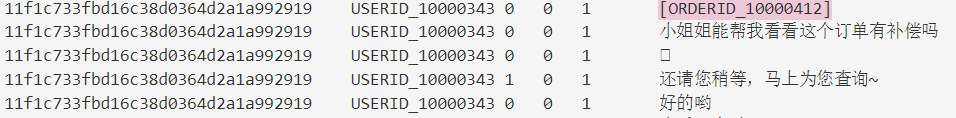 11f1c733fbd16c38d0364d2a1a992919 USERID_10000343 0 0 1 [ORDERID_10000412]
11f1c733fbd16c38d0364d2a1a992919 USERID_10000343 0 0 1 小姐姐能帮我看看这个订单有补偿吗
11f1c733fbd16c38d0364d2a1a992919 USERID_10000343 0 0 1 
11f1c733fbd16c38d0364d2a1a992919 USERID_10000343 1 0 1 还请您稍等，马上为您查询~
11f1c733fbd16c38d0364d2a1a992919 USERID_10000343 0 0 1 好的哟